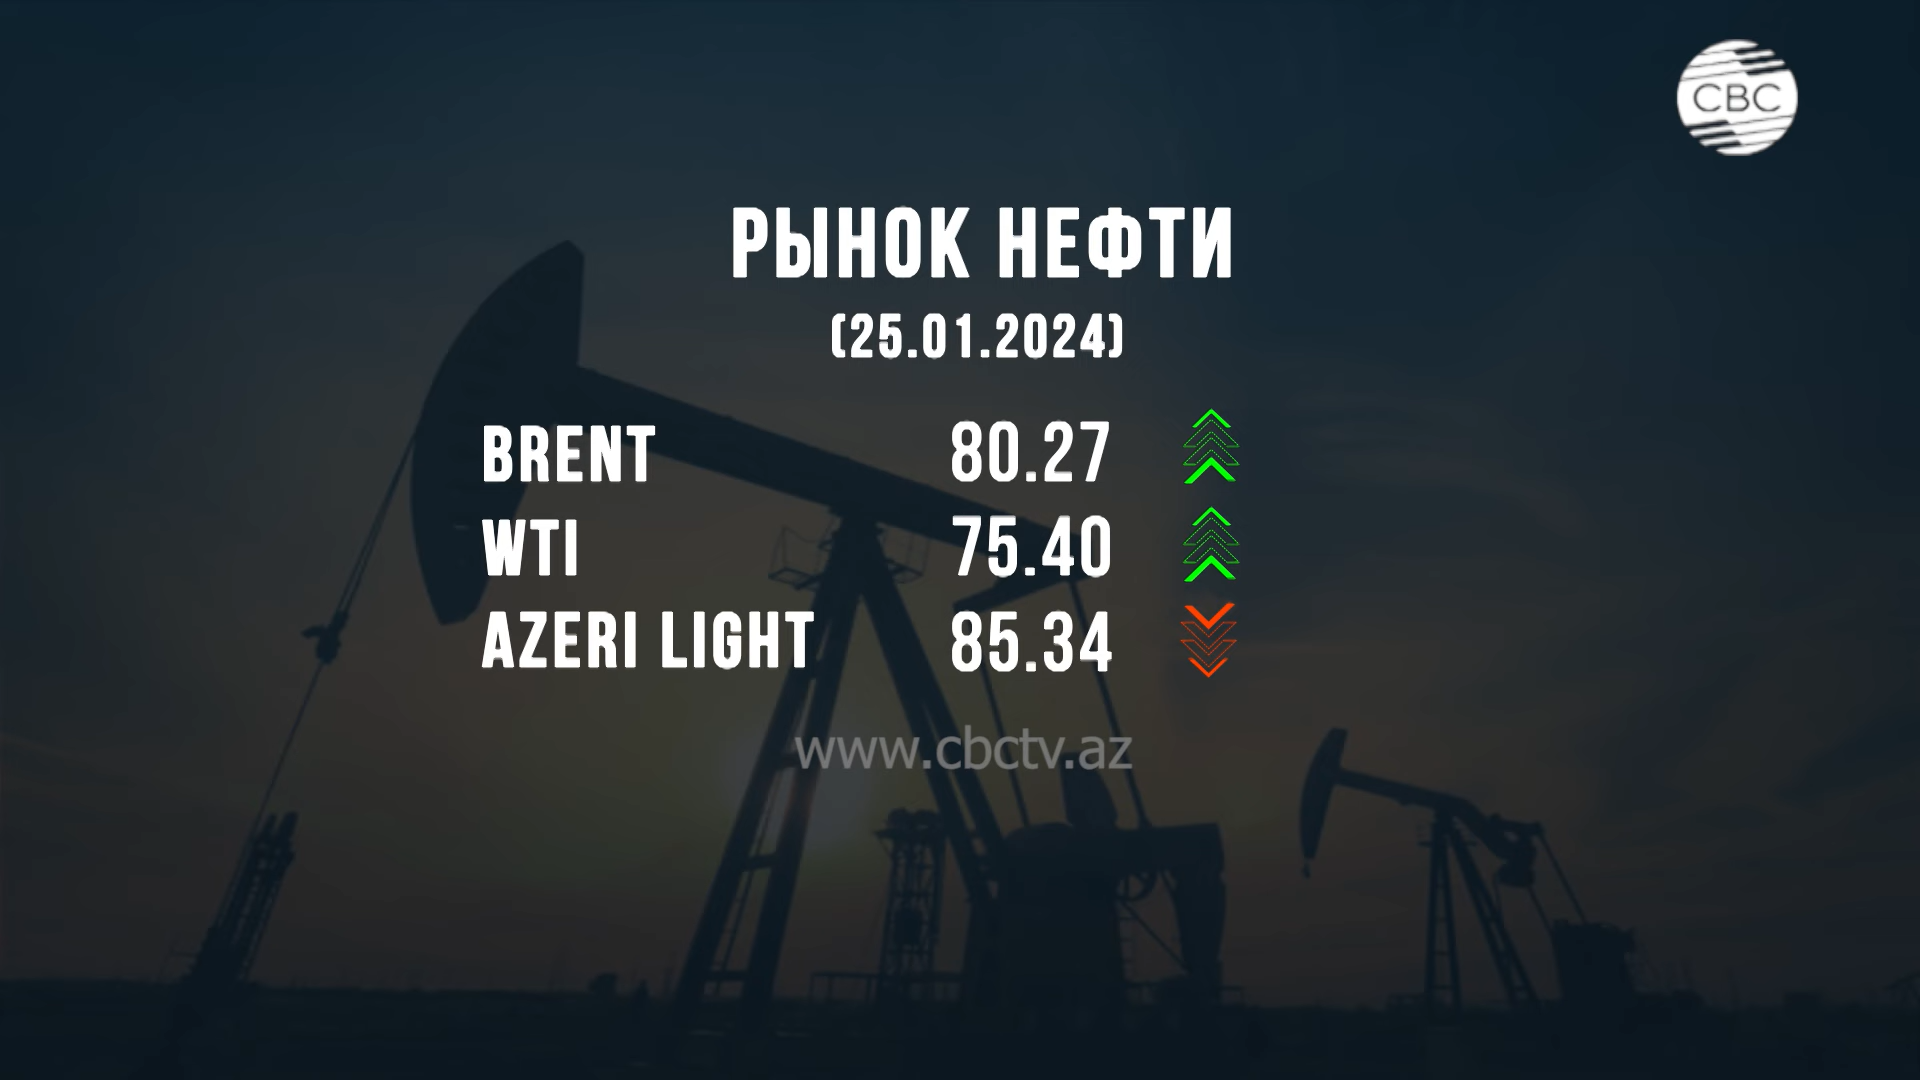 CBC
РЫНОК НЕФТИ
(25.01.2024)
BRENT 80.27
WTI 75.40
AZERI LIGHT 85.34
www.cbctv.az